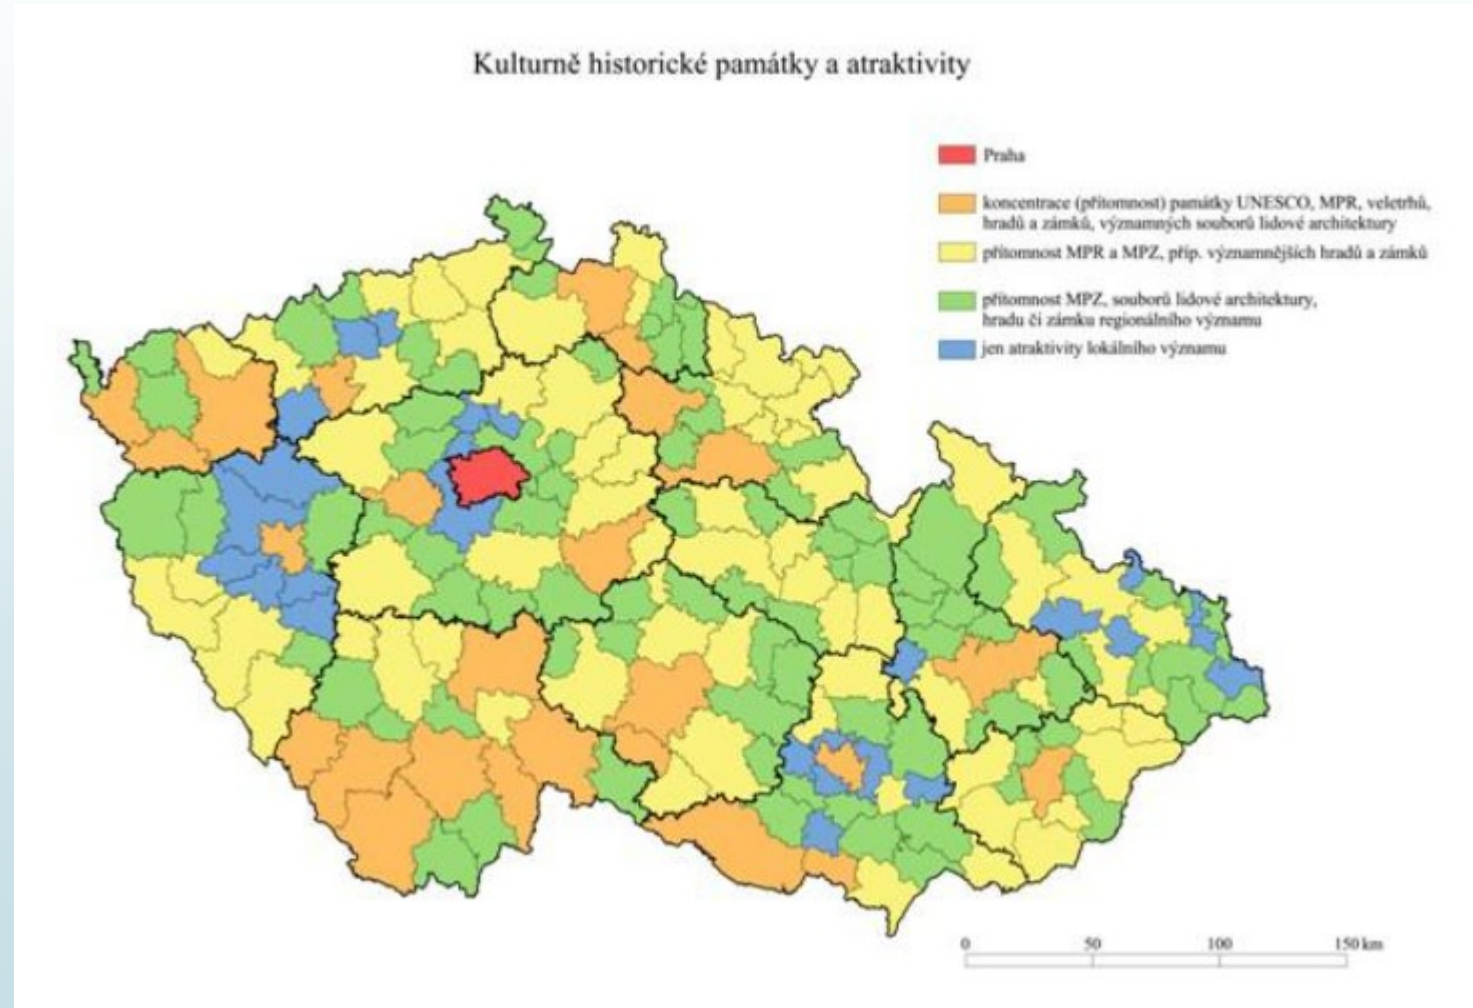 Kulturně historické památky a atraktivity
Praha
koncentrace (přítomnost) památky UNESCO, MPR, veletrhů,
hradů a zámků, významných souborů lidové architektury
přítomnost MPR a MPZ, příp. významnějších hradů a zámků
přítomnost MPZ, souborů lidové architektury,
hradu či zámku regionálního významu
jen atraktivity lokálního významu
0 50 100 150 km